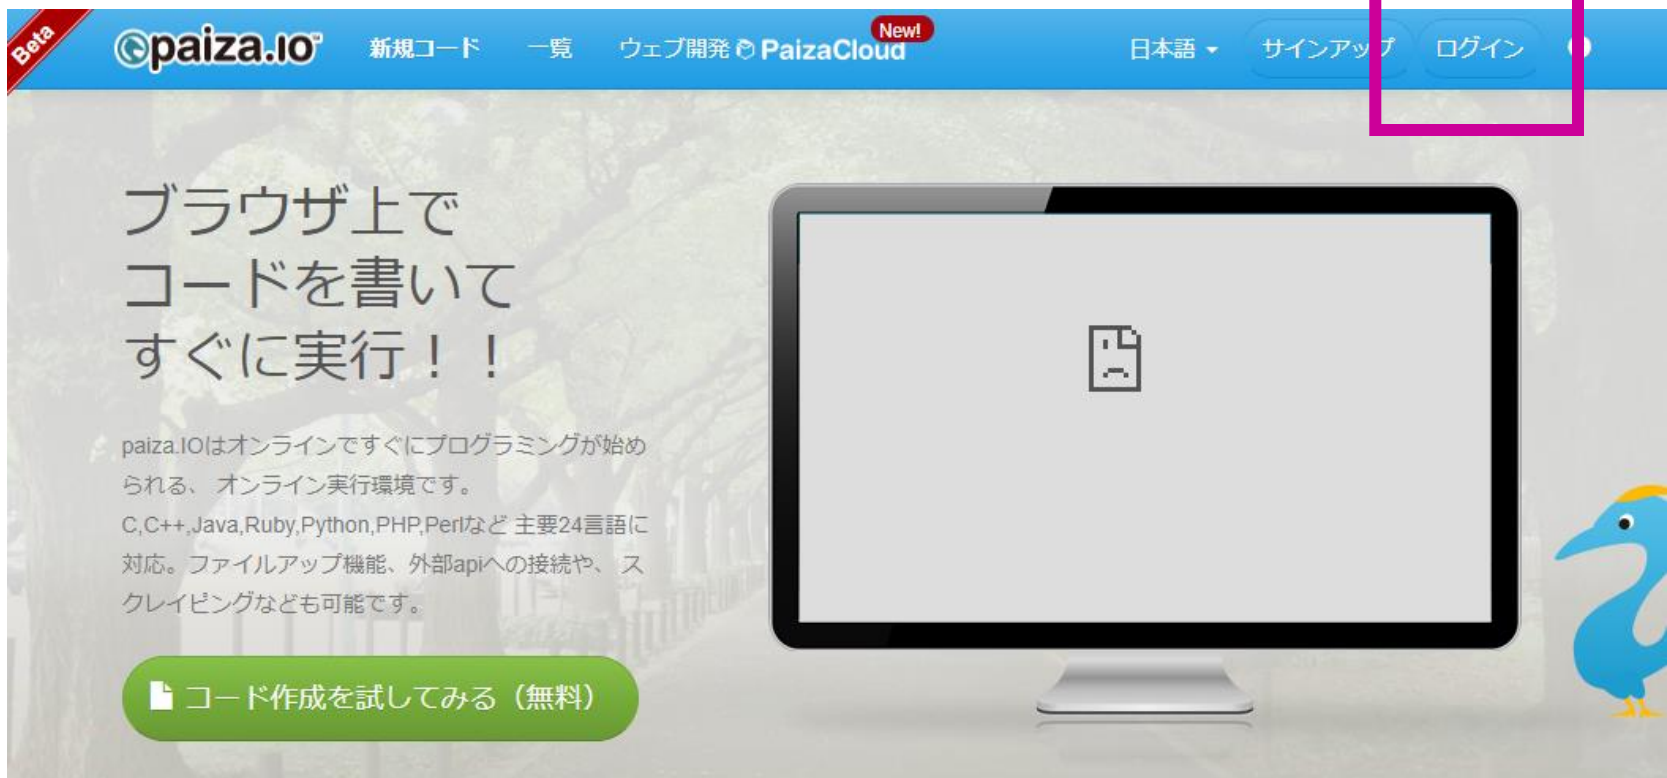 Beta
paiza.IO
新規コード
一覧
ウェブ開発 PaizaCloud
New!
日本語
サインアップ
ログイン
ブラウザ上で
コードを書いて
すぐに実行！！
paiza.IOはオンラインですぐにプログラミングが始め
られる、 オンライン実行環境です。
C,C++,Java,Ruby,Python,PHP,Perlなど 主要24言語に
対応。ファイルアップ機能、外部apiへの接続や、 ス
クレイピングなども可能です。
コード作成を試してみる（無料）